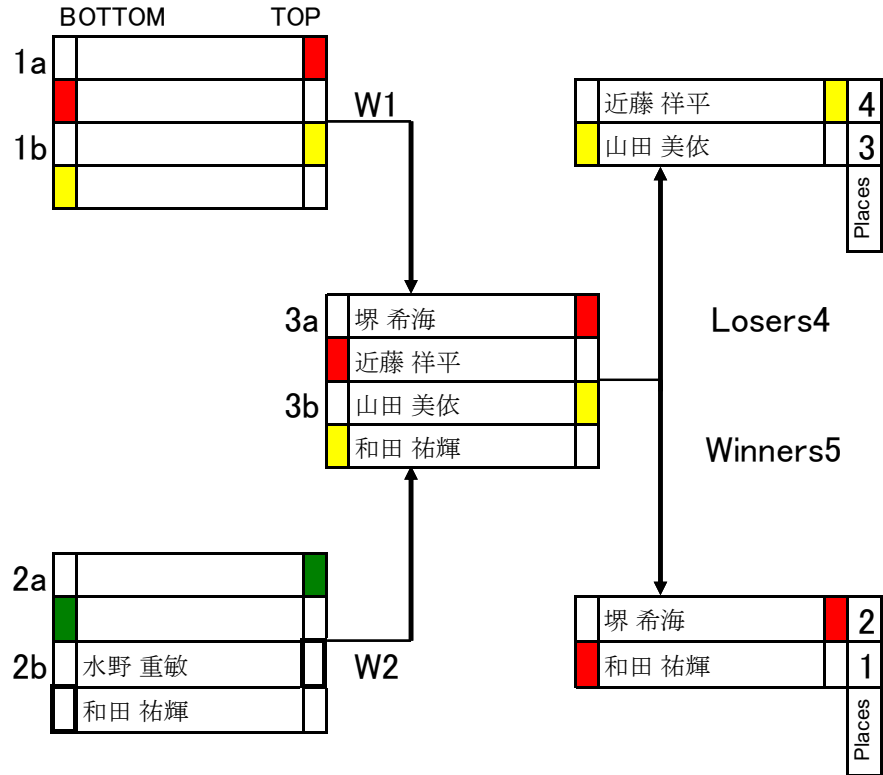 BOTTOM TOP
1a
W1
1b
近藤 祥平 4
山田 美依 3
Places
3a 堺 希海
近藤 祥平
3b 山田 美依
和田 祐輝
Losers4
Winners5
2a
2b 水野 重敏
W2
和田 祐輝
堺 希海 2
和田 祐輝 1
Places